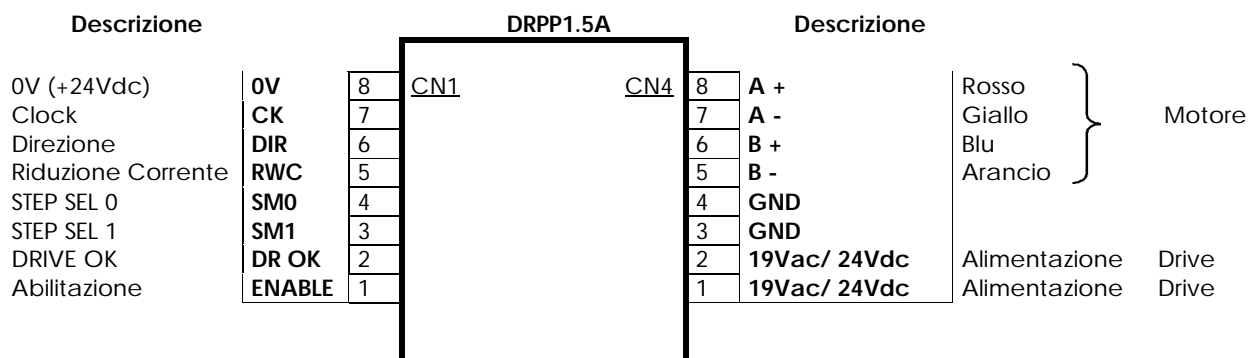 Descrizione DRPP1.5A Descrizione
0V (+24Vdc) 0V 8 CN1 CN4 8 A + Rosso
Clock CK 7 7 A - Giallo Motore
Direzione DIR 6 6 B + Blu
Riduzione Corrente RWC 5 5 B - Arancio
STEP SEL 0 SM0 4 4 GND
STEP SEL 1 SM1 3 3 GND
DRIVE OK DR OK 2 2 19Vac/ 24Vdc Alimentazione Drive
Abilitazione ENABLE 1 1 19Vac/ 24Vdc Alimentazione Drive